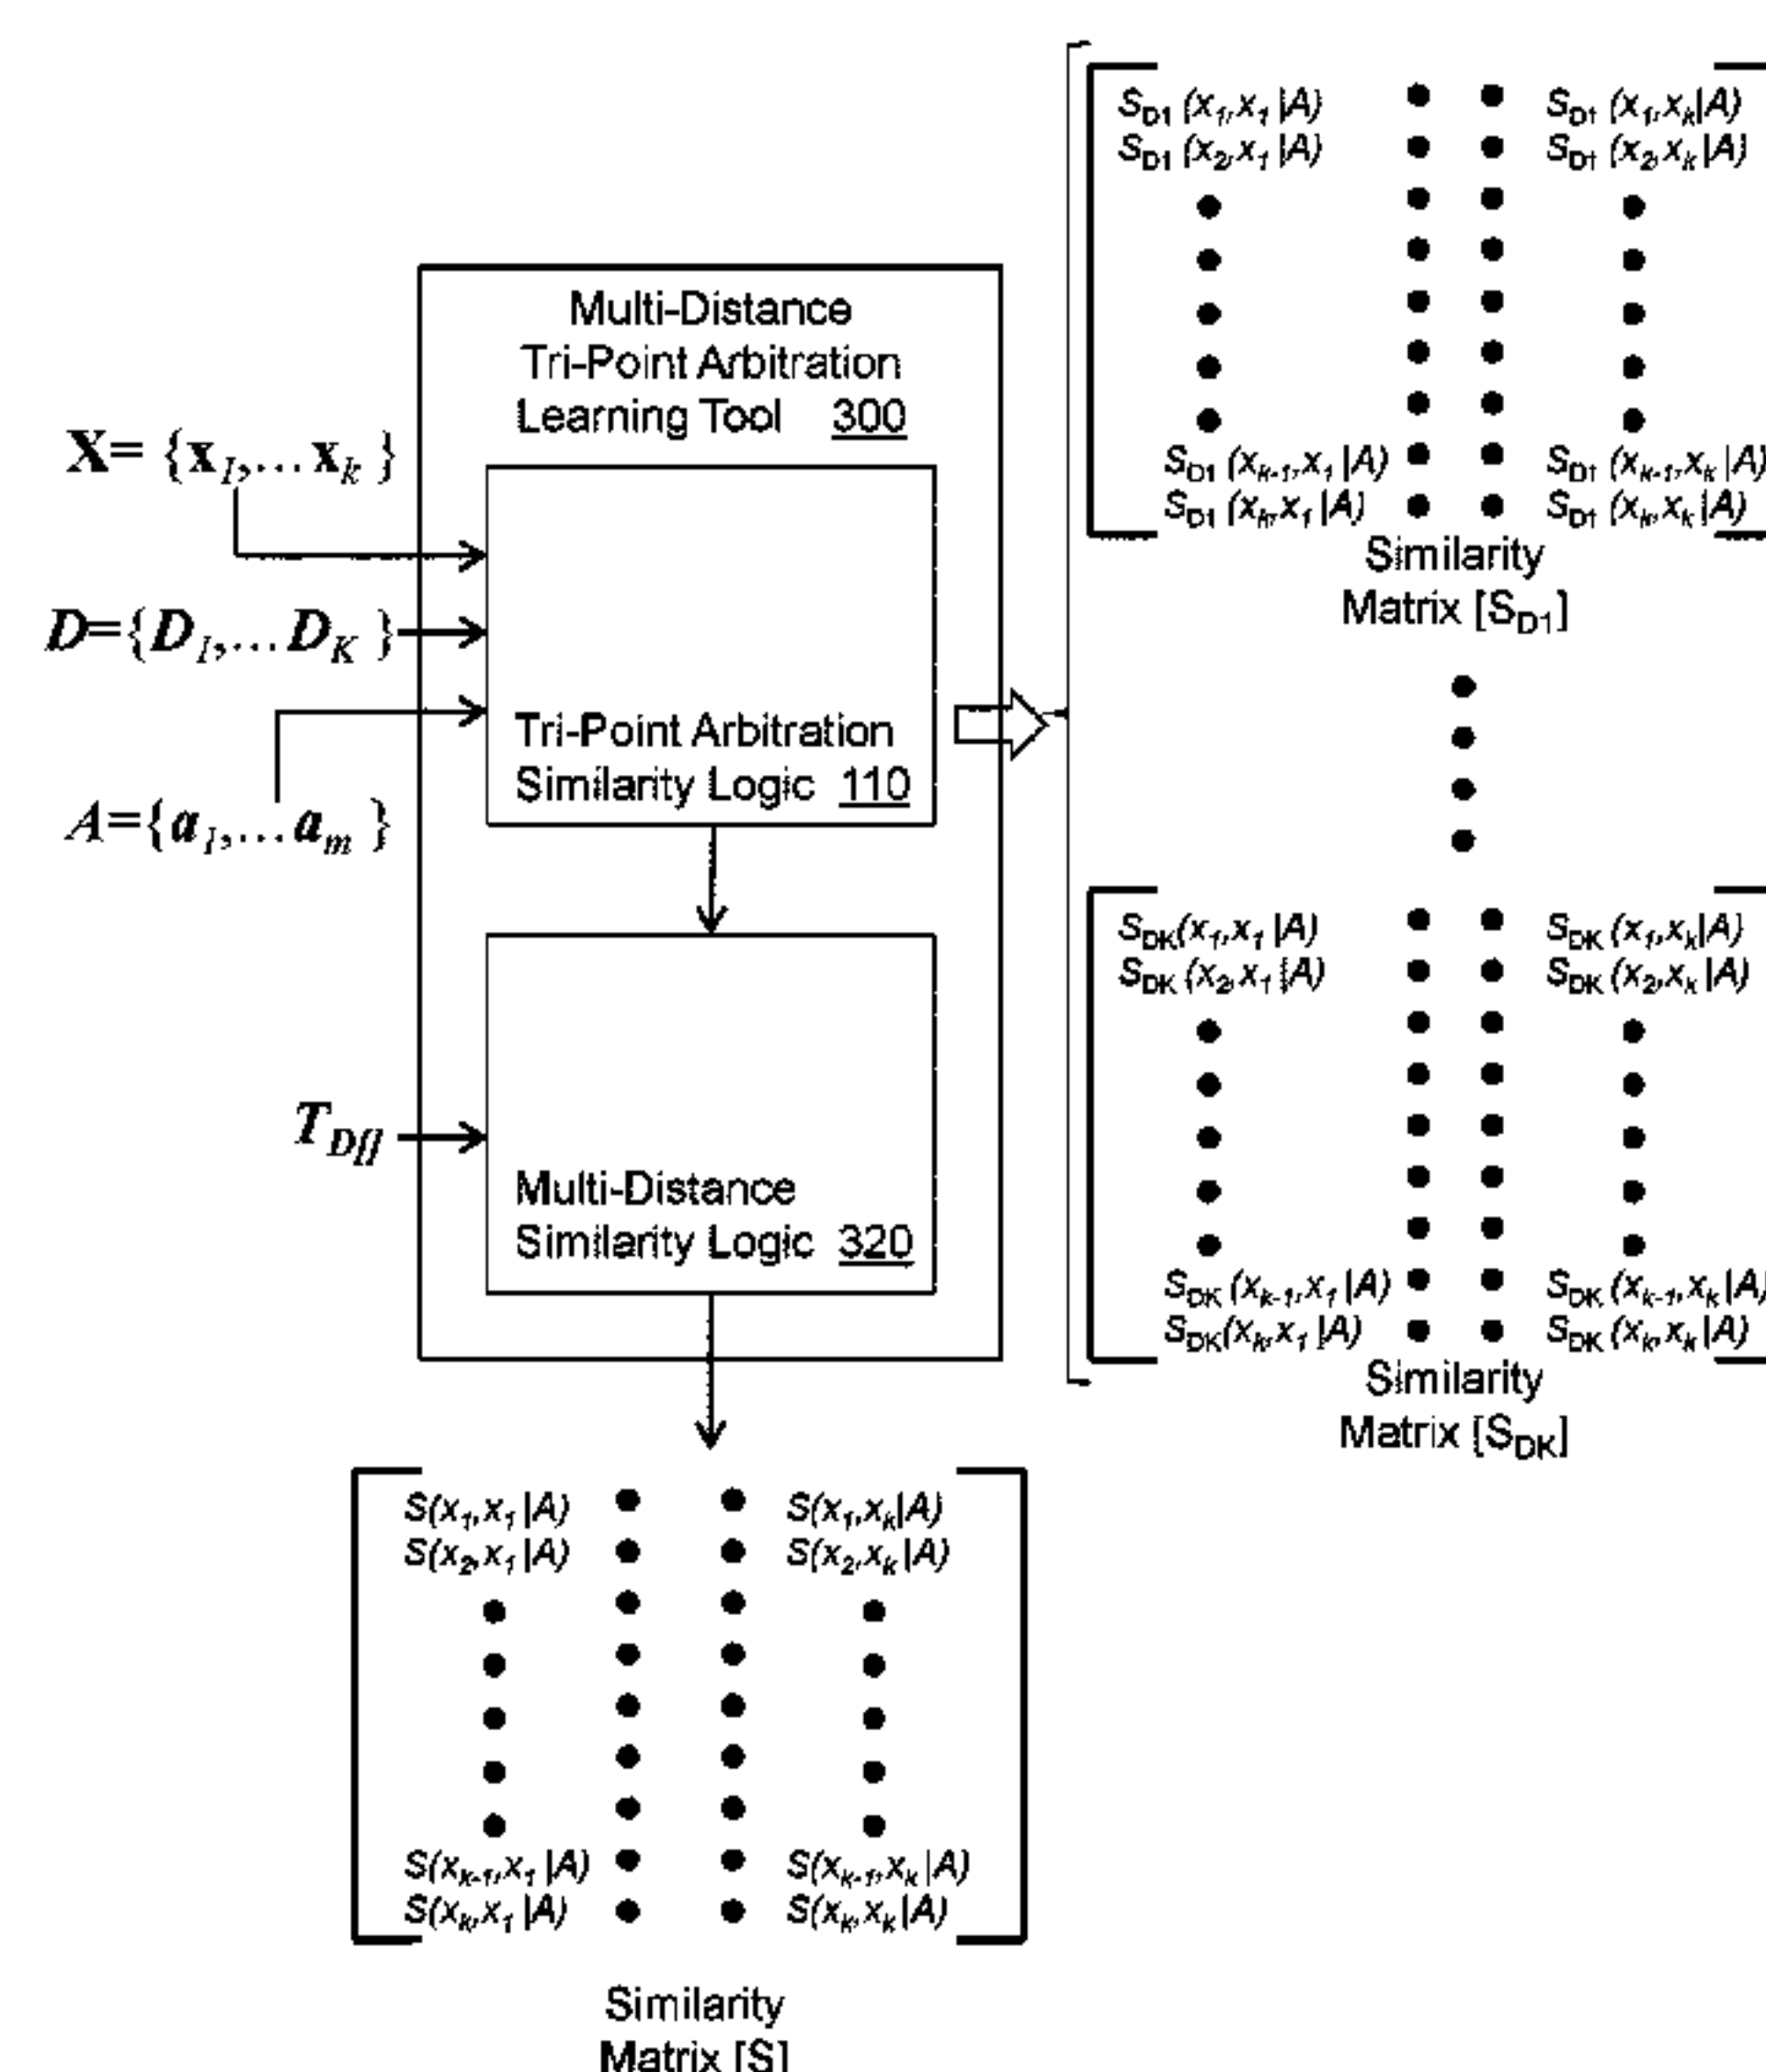 Multi-Distance
Tri-Point Arbitration
Learning Tool 300
X= {x1,...xk }
D={D1,...DK }
A={a1,...am }
Tri-Point Arbitration
Similarity Logic 110
TD[]
Multi-Distance
Similarity Logic 320
SD1 (x1,x1 |A) SD1 (x1,xk|A)
SD1 (x2,x1 |A) SD1 (x2,xk |A)
SD1 (xk-1,x1 |A) SD1 (xk-1,xk |A)
SD1 (xk,x1 |A) SD1 (xk,xk |A)
Similarity
Matrix [SD1]
SDK(x1,x1 |A) SDK (x1,xk|A)
SDK (x2,x1 |A) SDK (x2,xk |A)
SDK (xk-1,x1 |A) SDK (xk-1,xk |A)
SDK(xk,x1 |A) SDK (xk,xk |A)
Similarity
Matrix [SDK]
S(x1,x1 |A) S(x1,xk|A)
S(x2,x1 |A) S(x2,xk |A)
S(xk-1,x1 |A) S(xk-1,xk |A)
S(xk,x1 |A) S(xk,xk |A)
Similarity
Matrix [S]